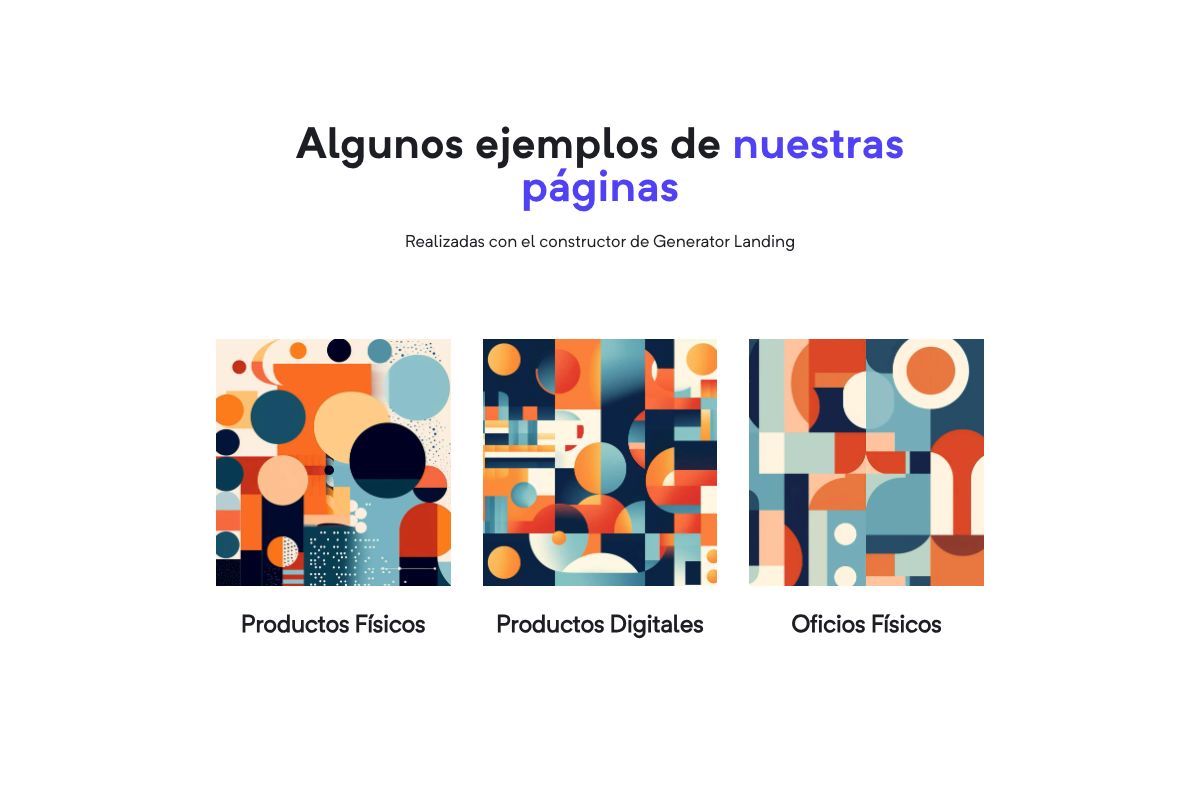 Algunos ejemplos de nuestras
páginas
Realizadas con el constructor de Generator Landing
Productos Físicos
Productos Digitales
Oficios Físicos